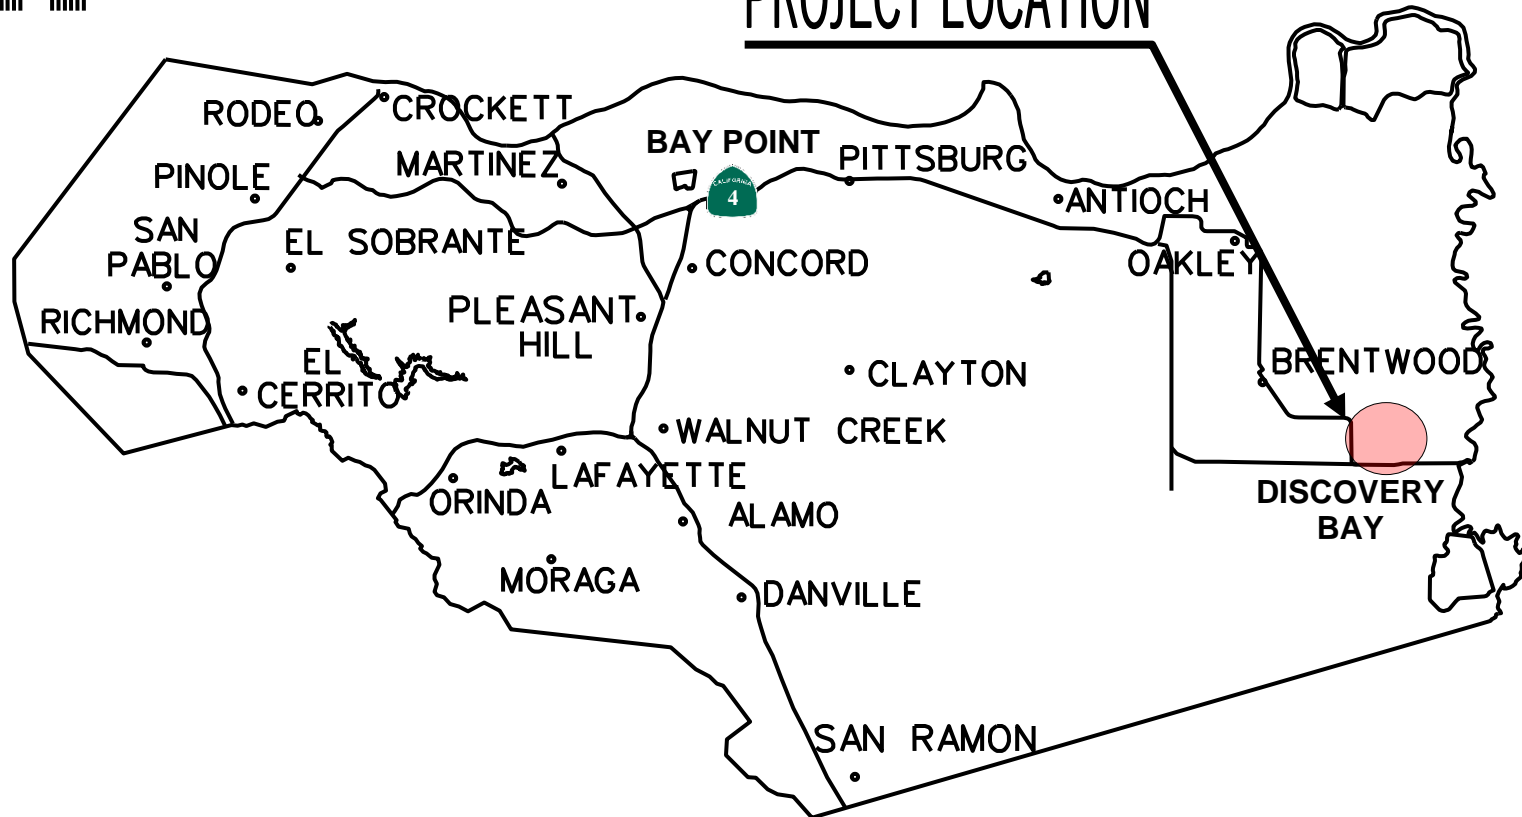 PROJECT LOCATION
RODEO
CROCKETT
BAY POINT
MARTINEZ
PITTSBURG
PINOLE
CALIFORNIA
4
ANTIOCH
SAN
PABLO
EL SOBRANTE
CONCORD
OAKLEY
PLEASANT
HILL
RICHMOND
EL
CERRITO
CLAYTON
BRENTWOOD
WALNUT CREEK
LAFAYETTE
ORINDA
DISCOVERY
BAY
ALAMO
MORAGA
DANVILLE
SAN RAMON